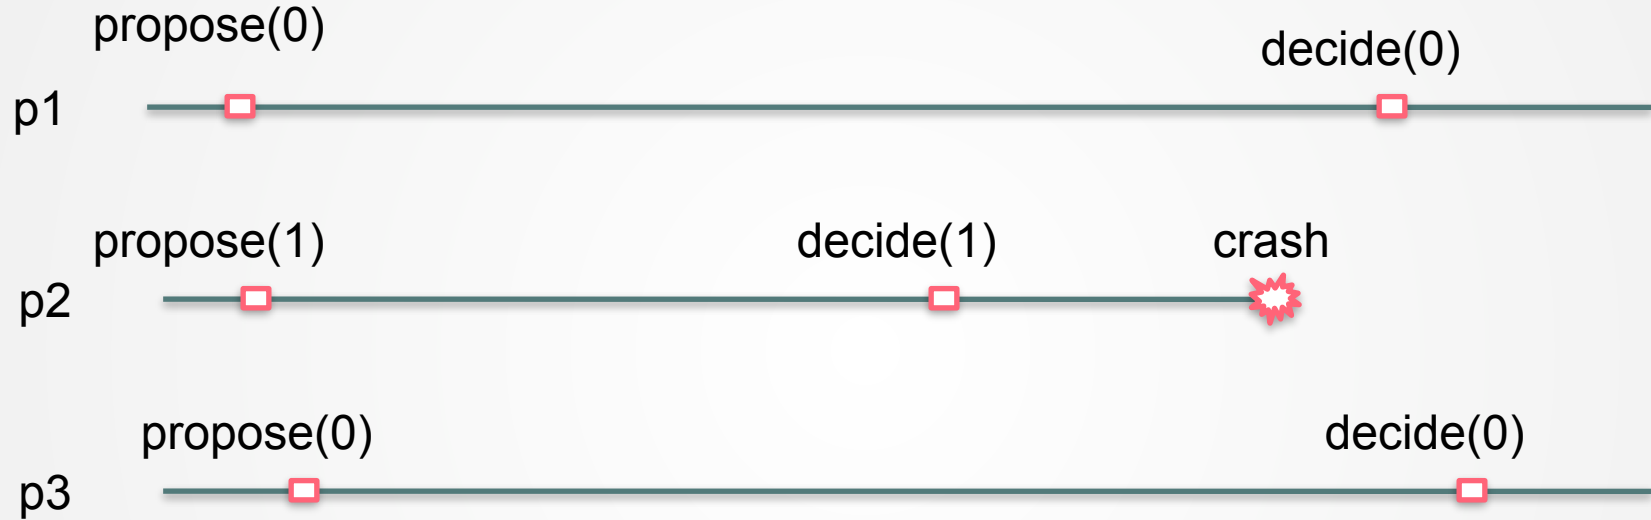 propose(0)
decide(0)
p1
propose(1)
decide(1)
crash
p2
propose(0)
decide(0)
p3